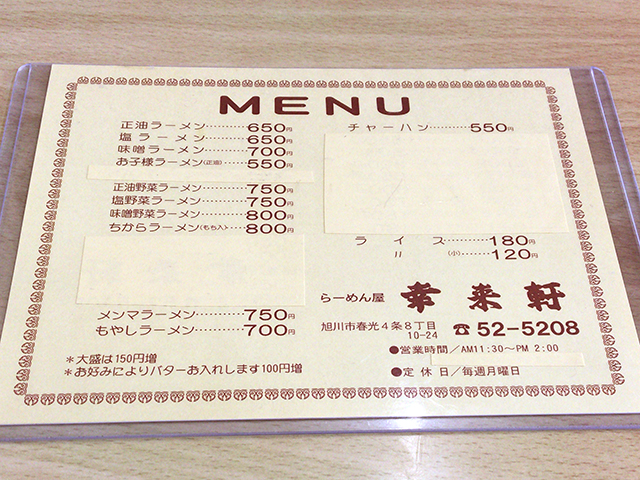 MENU
正油ラーメン………650円
塩ラーメン………650円
味噌ラーメン………700円
お子様ラーメン(正油)…550円
正油野菜ラーメン………750円
塩野菜ラーメン………750円
味噌野菜ラーメン………800円
ちからラーメン(もち入)…800円
メンマラーメン………750円
もやしラーメン………700円
＊大盛は150円増
＊お好みによりバターお入れします100円増
チャーハン………550円
ライス………180円
〃(小)………120円
らーめん屋 幸来軒
旭川市春光4条8丁目
10-24
☎52-5208
●営業時間／AM11:30〜PM 2:00
●定休日／毎週月曜日